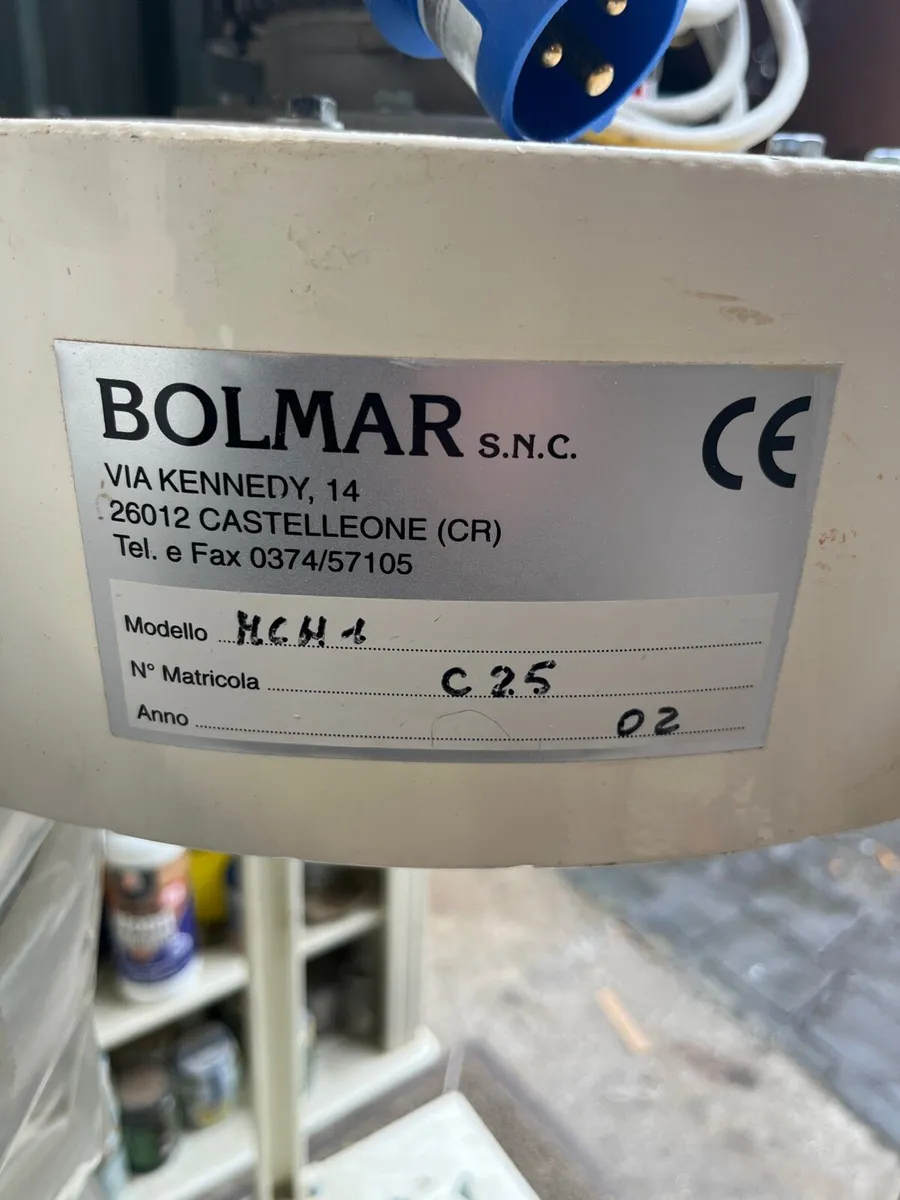 BOLMAR S.N.C. CE
VIA KENNEDY, 14
26012 CASTELLEONE (CR)
Tel. e Fax 0374/57105
Modello MCM1
N° Matricola C25
Anno 02